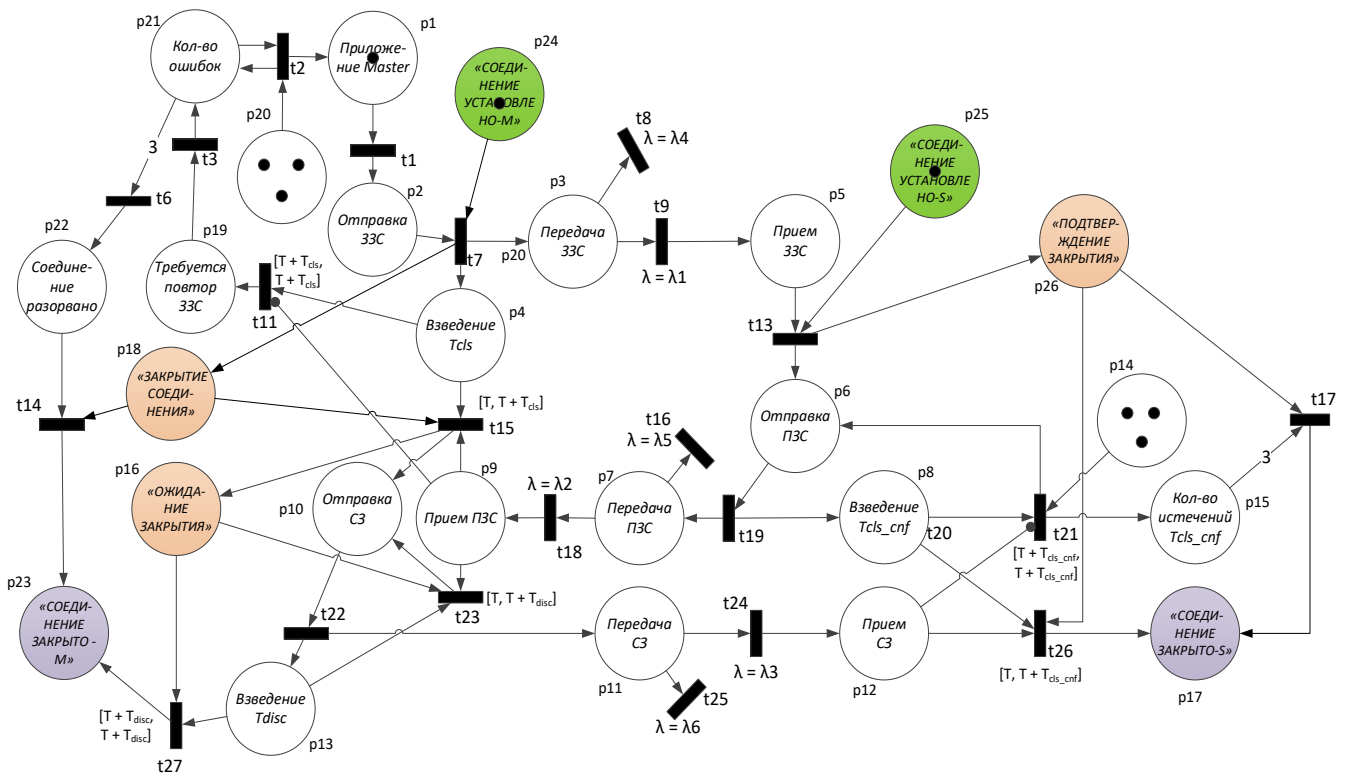 p21
p1
p24
Кол-во
ошибок
t2
Приложе-
ние Master
«СОЕДИ-
НЕНИЕ
УСТАНОВЛЕ
НО-М»
p20
t8
λ = λ4
p25
3
t3
t1
«СОЕДИ-
НЕНИЕ
УСТАНОВЛЕ
НО-S»
t6
p2
p3
p5
Отправка
ЗЗС
t9
p22
p19
Передача
ЗЗС
Прием
ЗЗС
«ПОДТВЕР-
ЖДЕНИЕ
ЗАКРЫТИЯ»
p20
t7
λ = λ1
p26
Соедине-
ние
разорвано
Требуется
повтор
ЗЗС
[T + Tcls,
T + Tcls]
t11
p4
t13
Взведение
Tcls
p18
p14
«ЗАКРЫТИЕ
СОЕДИ-
НЕНИЯ»
p6
t14
[T, T + Tcls]
t15
t16
λ = λ5
Отправка
ПЗС
t17
p16
p9
p7
p8
3
«ОЖИДА-
НИЕ
ЗАКРЫТИЯ»
p10
Отправка
СЗ
Прием ПЗС
λ = λ2
t18
Передача
ПЗС
t19
Взведение
Tcls_cnf
t20
t21
[T + Tcls_cnf,
T + Tcls_cnf]
Кол-во
истечений
Tcls_cnf
p15
p23
«СОЕДИ-
НЕНИЕ
ЗАКРЫТО -
М»
t22
[T, T + Tdisc]
t23
Передача
СЗ
t24
λ = λ3
Прием
СЗ
t26
[T, T + Tcls_cnf]
«СОЕДИ-
НЕНИЕ
ЗАКРЫТО-S»
p11
t25
λ = λ6
p12
p17
[T + Tdisc,
T + Tdisc]
Взведение
Tdisc
p13
t27